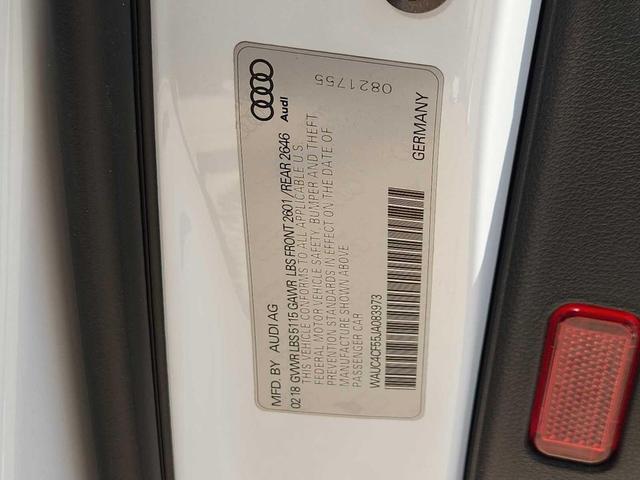 MFD. BY AUDI AG
02 18 GVWR LBS 5115 GAWR LBS FRONT 2601 /REAR 2646
THIS VEHICLE CONFORMS TO ALL APPLICABLE U S
FEDERAL MOTOR VEHICLE SAFETY, BUMPER AND THEFT
PREVENTION STANDARDS IN EFFECT ON THE DATE OF
MANUFACTURE SHOWN ABOVE
PASSENGER CAR
WAUC4CF55JA083973
GERMANY
Audi
0821755